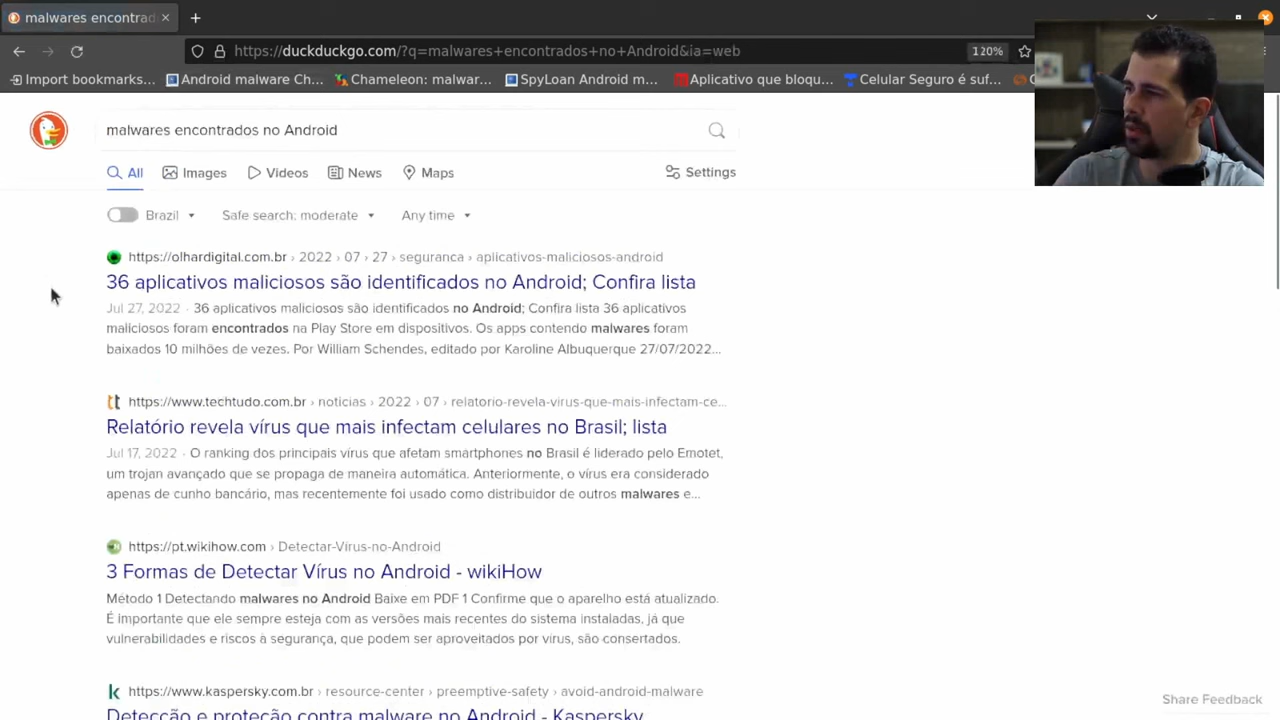 malwares encontrad
https://duckduckgo.com/?q=malwares+encontrados+no+Android&ia=web
120%
Import bookmarks...
Android malware Ch...
Chameleon: malwar...
SpyLoan Android m...
Aplicativo que bloqu...
Celular Seguro é suf...
malwares encontrados no Android
All
Images
Videos
News
Maps
Settings
Brazil
Safe search: moderate
Any time
https://olhardigital.com.br › 2022 › 07 › 27 › seguranca › aplicativos-maliciosos-android
36 aplicativos maliciosos são identificados no Android; Confira lista
Jul 27, 2022 · 36 aplicativos maliciosos são identificados no Android; Confira lista 36 aplicativos
maliciosos foram encontrados na Play Store em dispositivos. Os apps contendo malwares foram
baixados 10 milhões de vezes. Por William Schendes, editado por Karoline Albuquerque 27/07/2022...
https://www.techtudo.com.br › noticias › 2022 › 07 › relatorio-revela-virus-que-mais-infectam-ce...
Relatório revela vírus que mais infectam celulares no Brasil; lista
Jul 17, 2022 · O ranking dos principais vírus que afetam smartphones no Brasil é liderado pelo Emotet,
um trojan avançado que se propaga de maneira automática. Anteriormente, o vírus era considerado
apenas de cunho bancário, mas recentemente foi usado como distribuidor de outros malwares e...
https://pt.wikihow.com › Detectar-Vírus-no-Android
3 Formas de Detectar Vírus no Android - wikiHow
Método 1 Detectando malwares no Android Baixe em PDF 1 Confirme que o aparelho está atualizado.
É importante que ele sempre esteja com as versões mais recentes do sistema instaladas, já que
vulnerabilidades e riscos à segurança, que podem ser aproveitados por vírus, são consertados.
https://www.kaspersky.com.br › resource-center › preemptive-safety › avoid-android-malware
Detecção e proteção contra malware no Android - Kaspersky
Share Feedback